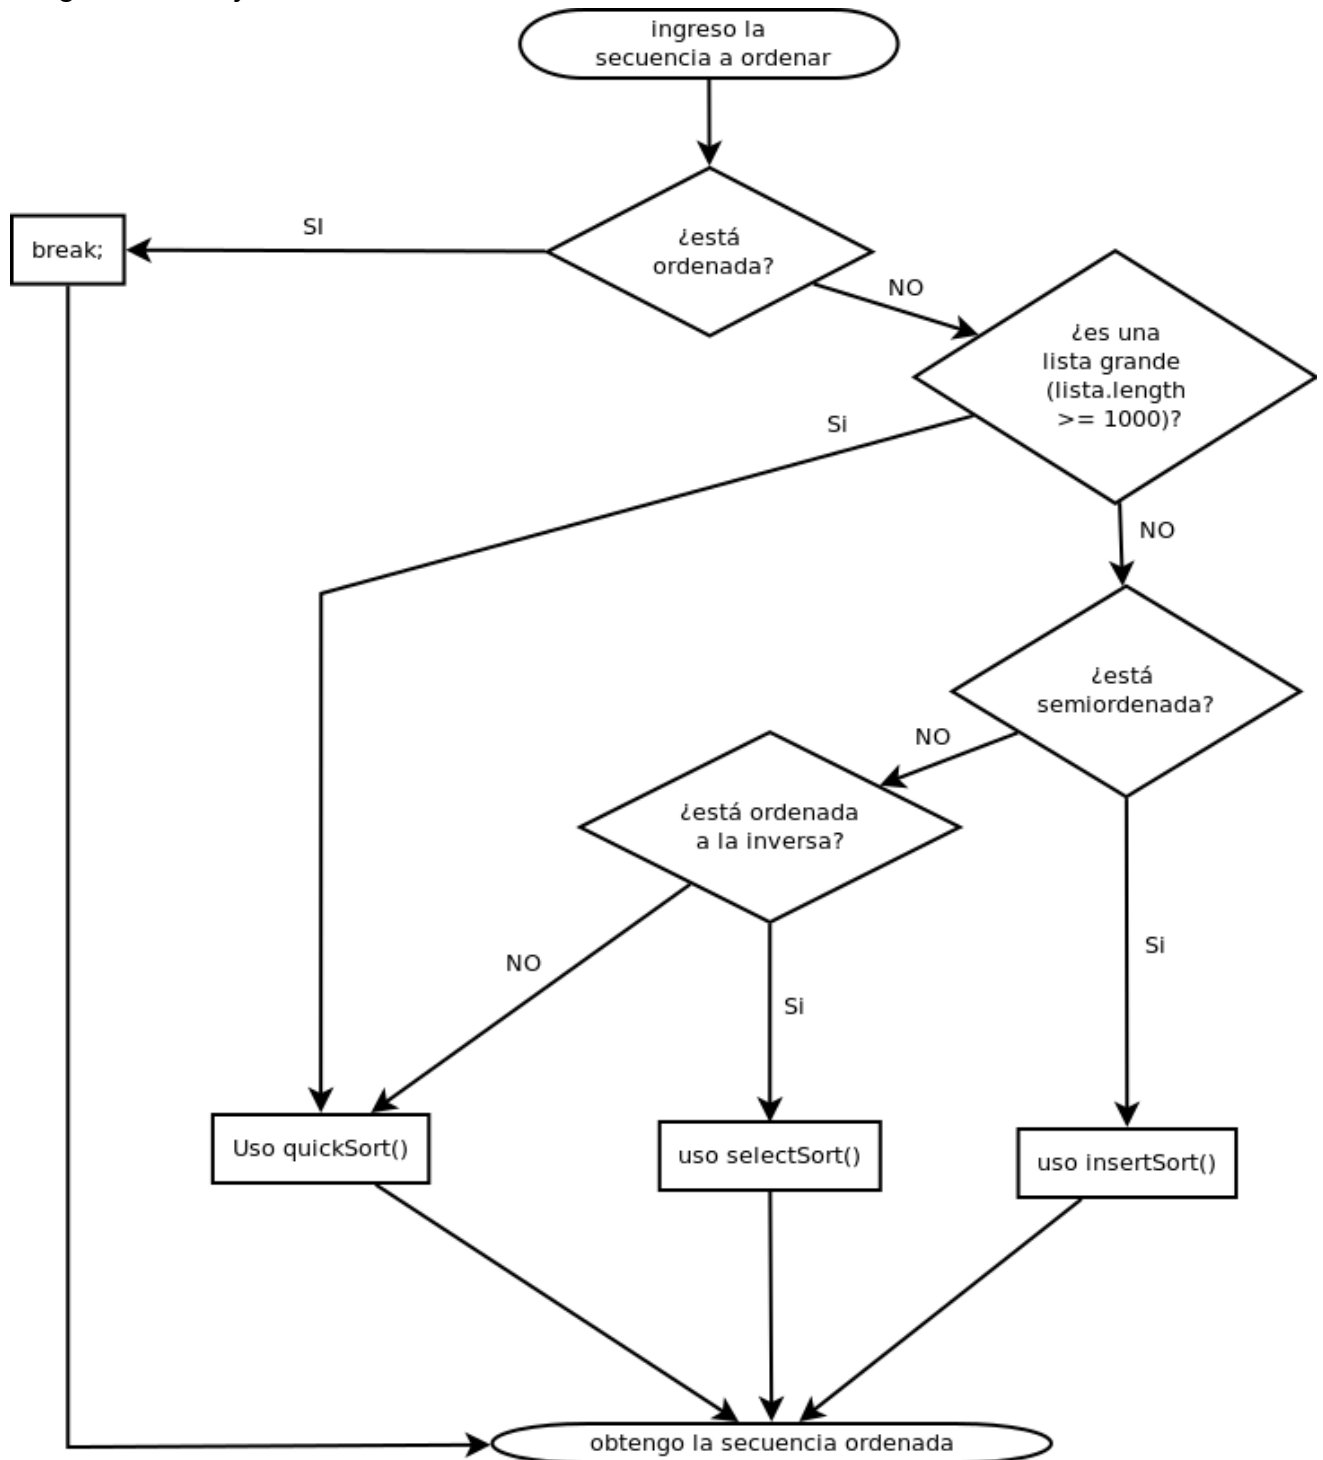 ingreso la
secuencia a ordenar
SI
break;
¿está
ordenada?
NO
¿es una
lista grande
(lista.length
>= 1000)?
Si
NO
¿está
semiordenada?
NO
¿está ordenada
a la inversa?
Si
NO
Si
Uso quickSort()
uso selectSort()
uso insertSort()
obtengo la secuencia ordenada